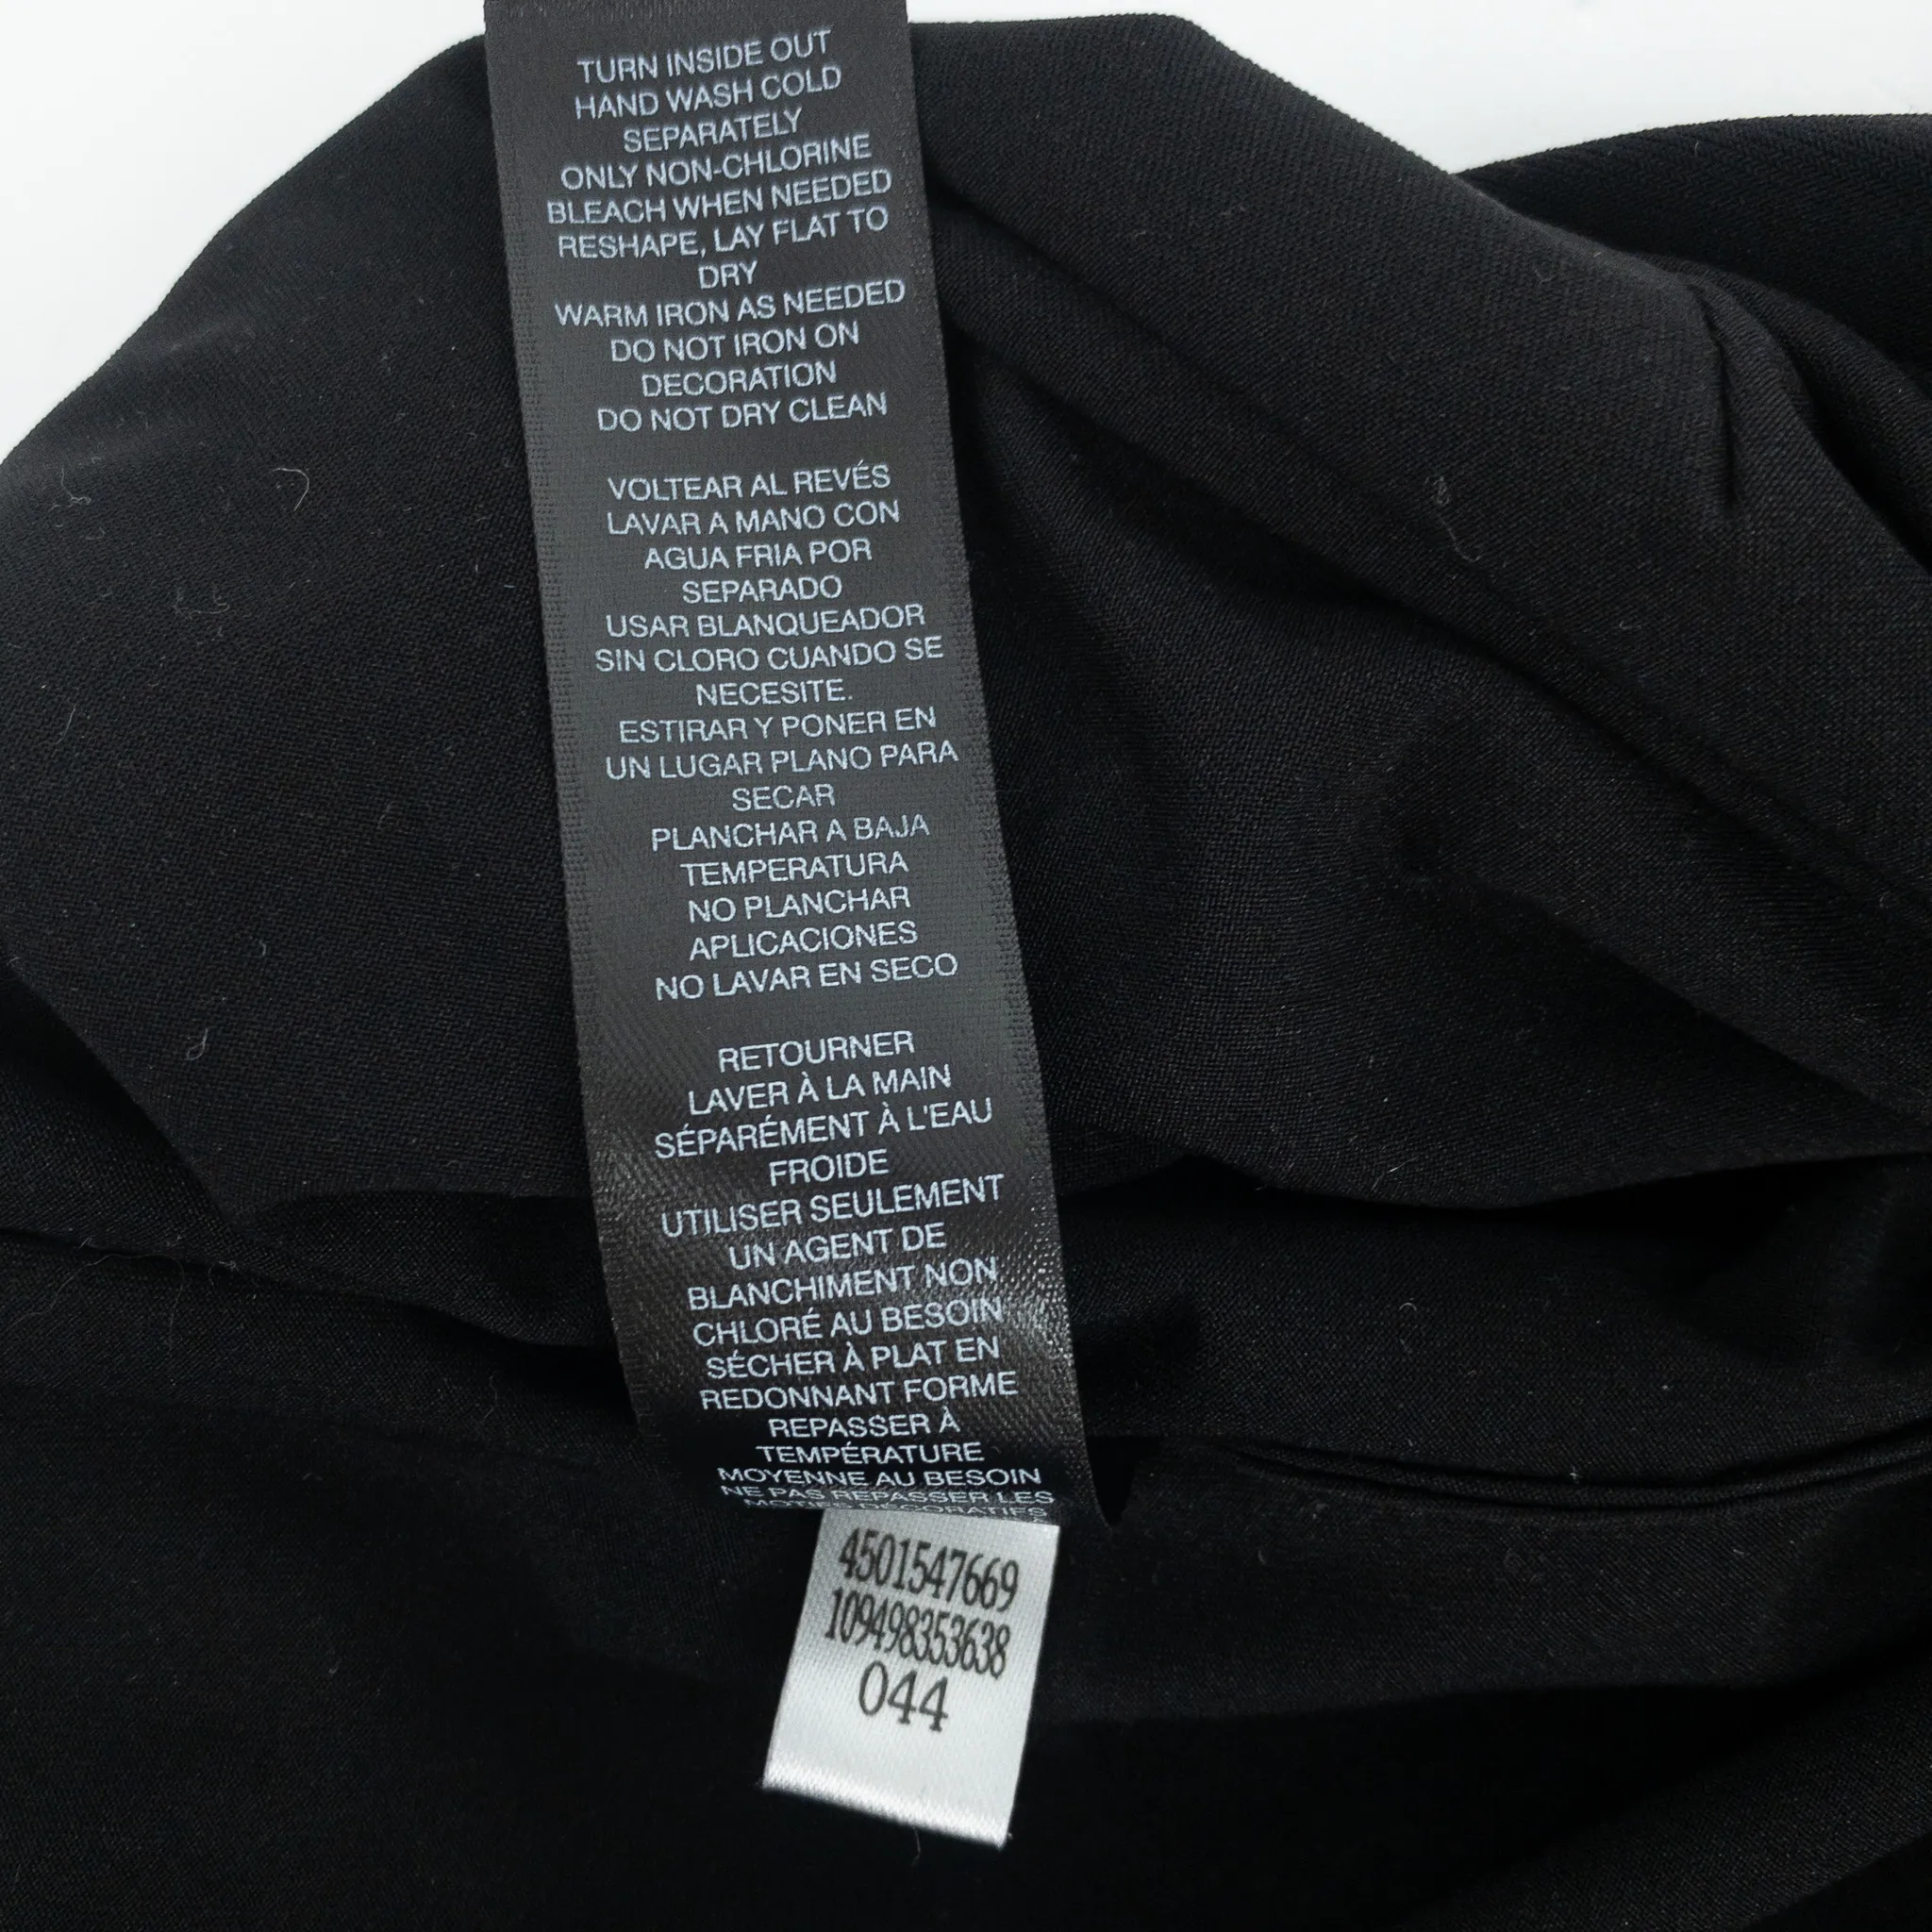 TURN INSIDE OUT
HAND WASH COLD
SEPARATELY
ONLY NON-CHLORINE
BLEACH WHEN NEEDED
RESHAPE, LAY FLAT TO
DRY
WARM IRON AS NEEDED
DO NOT IRON ON
DECORATION
DO NOT DRY CLEAN
VOLTEAR AL REVÉS
LAVAR A MANO CON
AGUA FRIA POR
SEPARADO
USAR BLANQUEADOR
SIN CLORO CUANDO SE
NECESITE.
ESTIRAR Y PONER EN
UN LUGAR PLANO PARA
SECAR
PLANCHAR A BAJA
TEMPERATURA
NO PLANCHAR
APLICACIONES
NO LAVAR EN SECO
RETOURNER
LAVER À LA MAIN
SÉPARÉMENT À L'EAU
FROIDE
UTILISER SEULEMENT
UN AGENT DE
BLANCHIMENT NON
CHLORÉ AU BESOIN
SÉCHER À PLAT EN
REDONNANT FORME
REPASSER À
TEMPÉRATURE
MOYENNE AU BESOIN
NE PAS REPASSER LES
MOTIFS DÉCORATIFS
4501547669
109498353638
044